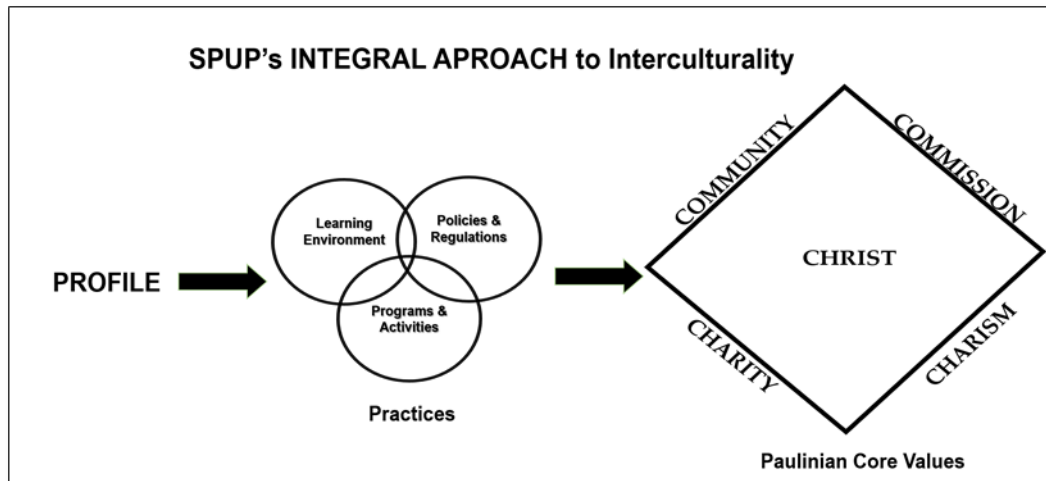 SPUP's INTEGRAL APROACH to Interculturality
PROFILE
Learning
Environment
Policies &
Regulations
Programs &
Activities
Practices
COMMUNITY
COMMISSION
CHRIST
CHARITY
CHARISM
Paulinian Core Values